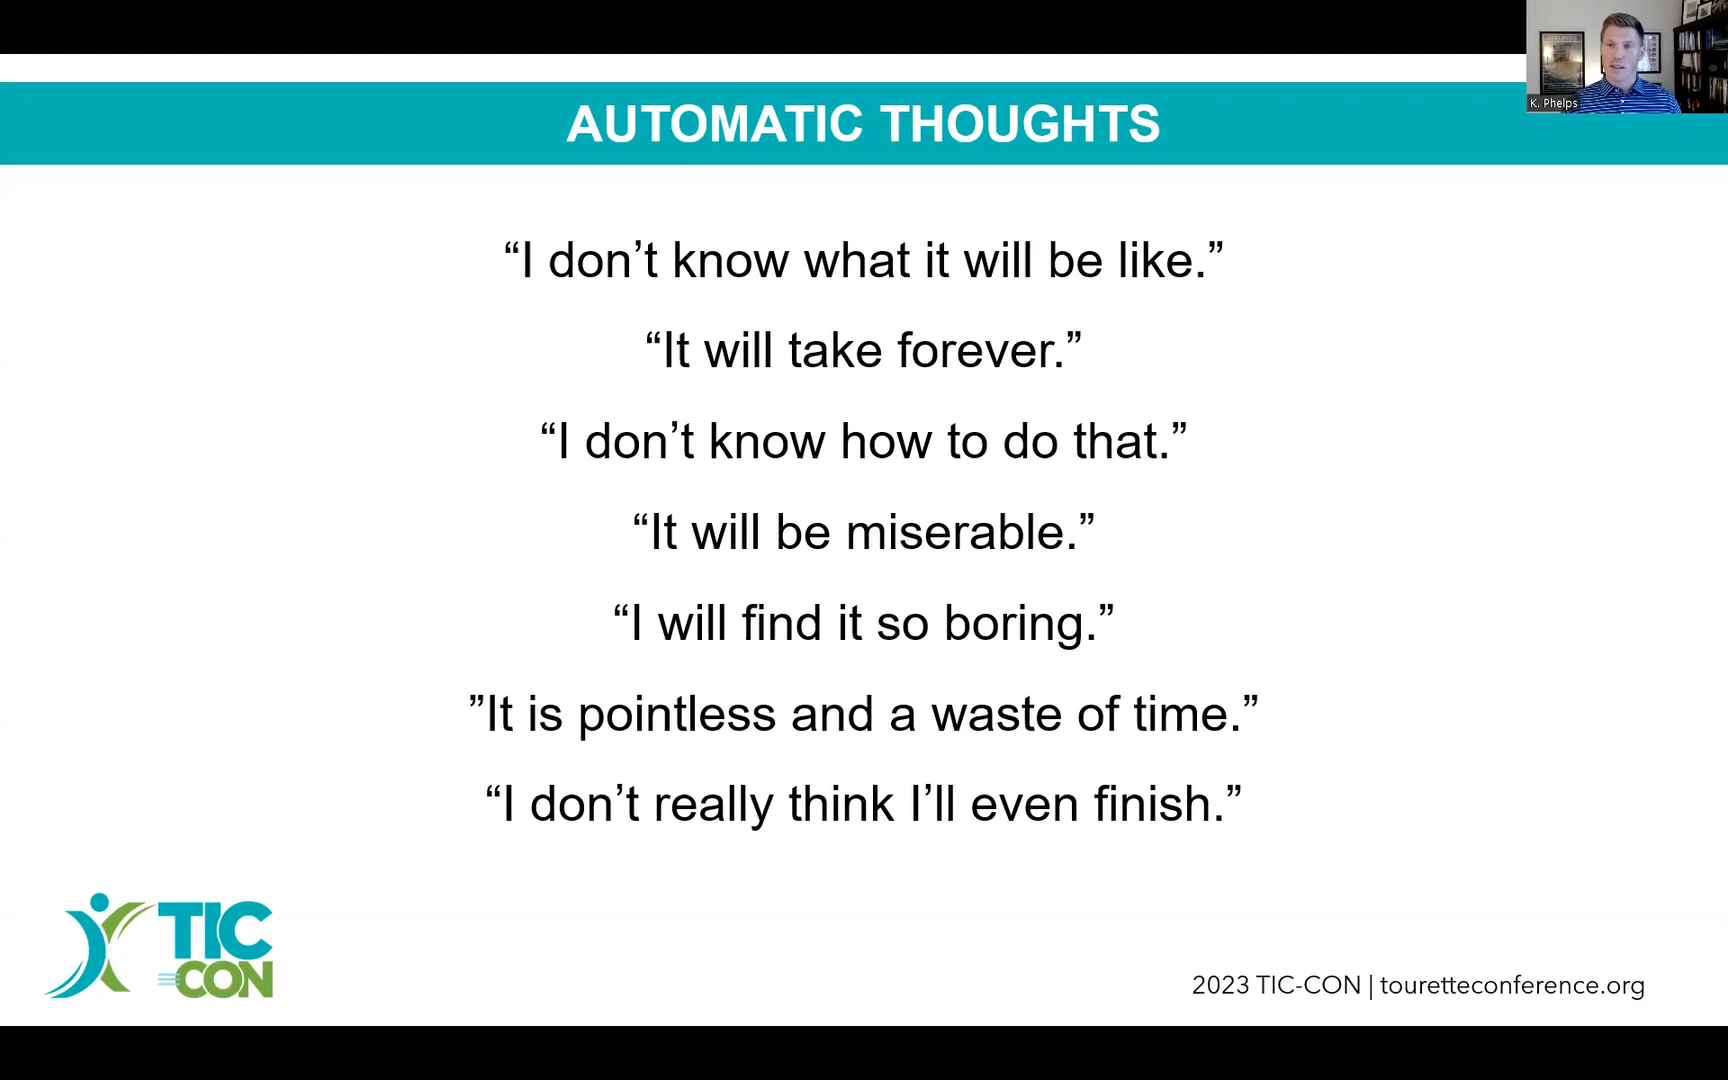 K. Phelps
AUTOMATIC THOUGHTS
“I don’t know what it will be like.”
“It will take forever.”
“I don’t know how to do that.”
“It will be miserable.”
“I will find it so boring.”
”It is pointless and a waste of time.”
“I don’t really think I’ll even finish.”
TIC
CON
2023 TIC-CON | touretteconference.org